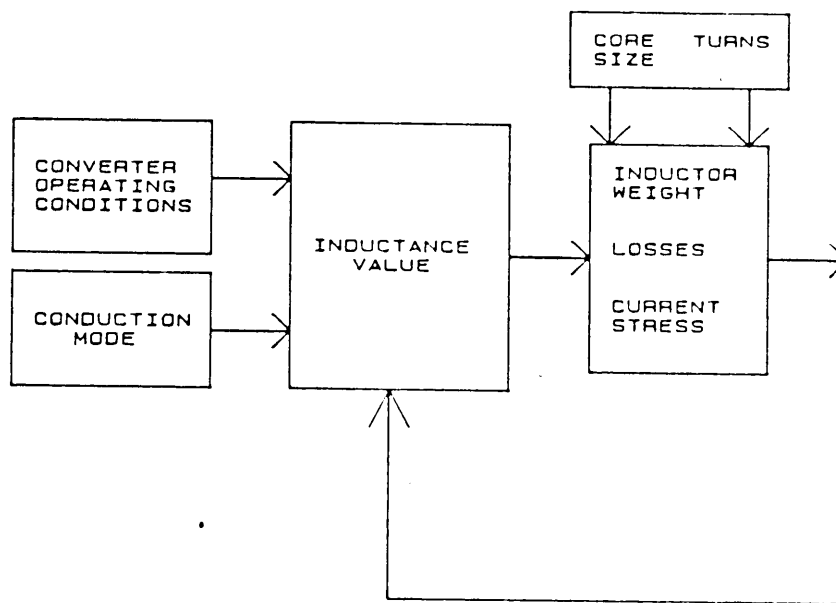 CORE TURNS
SIZE
CONVERTER
OPERATING
CONDITIONS
INDUCTANCE
VALUE
INDUCTOR
WEIGHT
LOSSES
CURRENT
STRESS
CONDUCTION
MODE